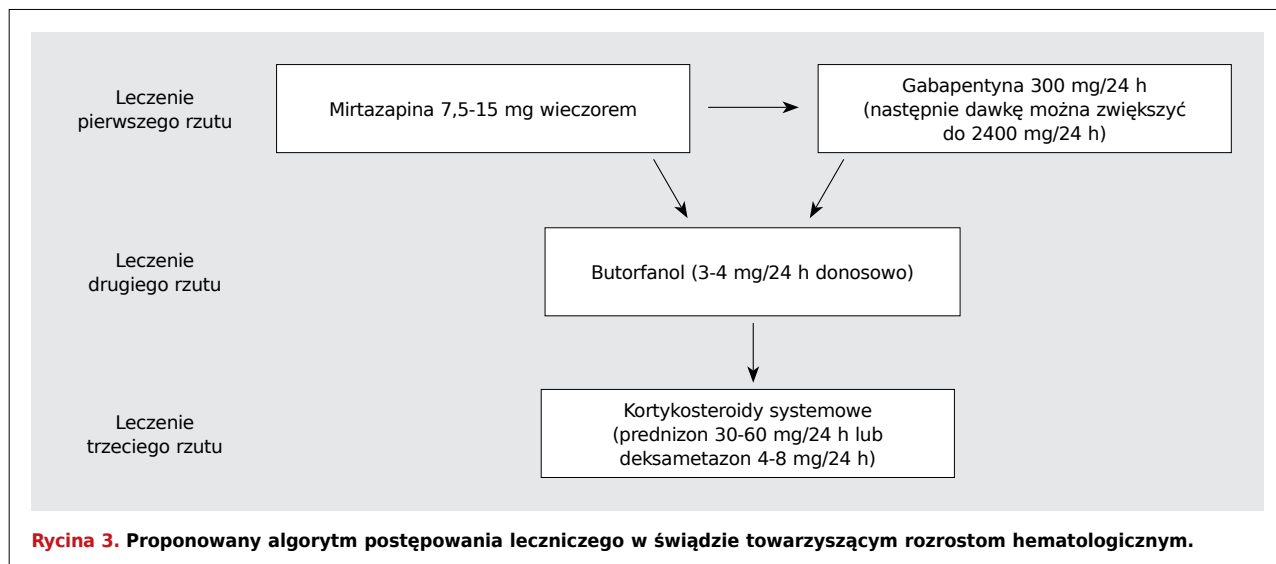 Leczenie
pierwszego rzutu
Mirtazapina 7,5-15 mg wieczorem
Gabapentyna 300 mg/24 h
(następnie dawkę można zwiększyć
do 2400 mg/24 h)
Leczenie
drugiego rzutu
Butorfanol (3-4 mg/24 h donosowo)
Leczenie
trzeciego rzutu
Kortykosteroidy systemowe
(prednizon 30-60 mg/24 h lub
deksametazon 4-8 mg/24 h)
Rycina 3. Proponowany algorytm postępowania leczniczego w świądzie towarzyszącym rozrostom hematologicznym.